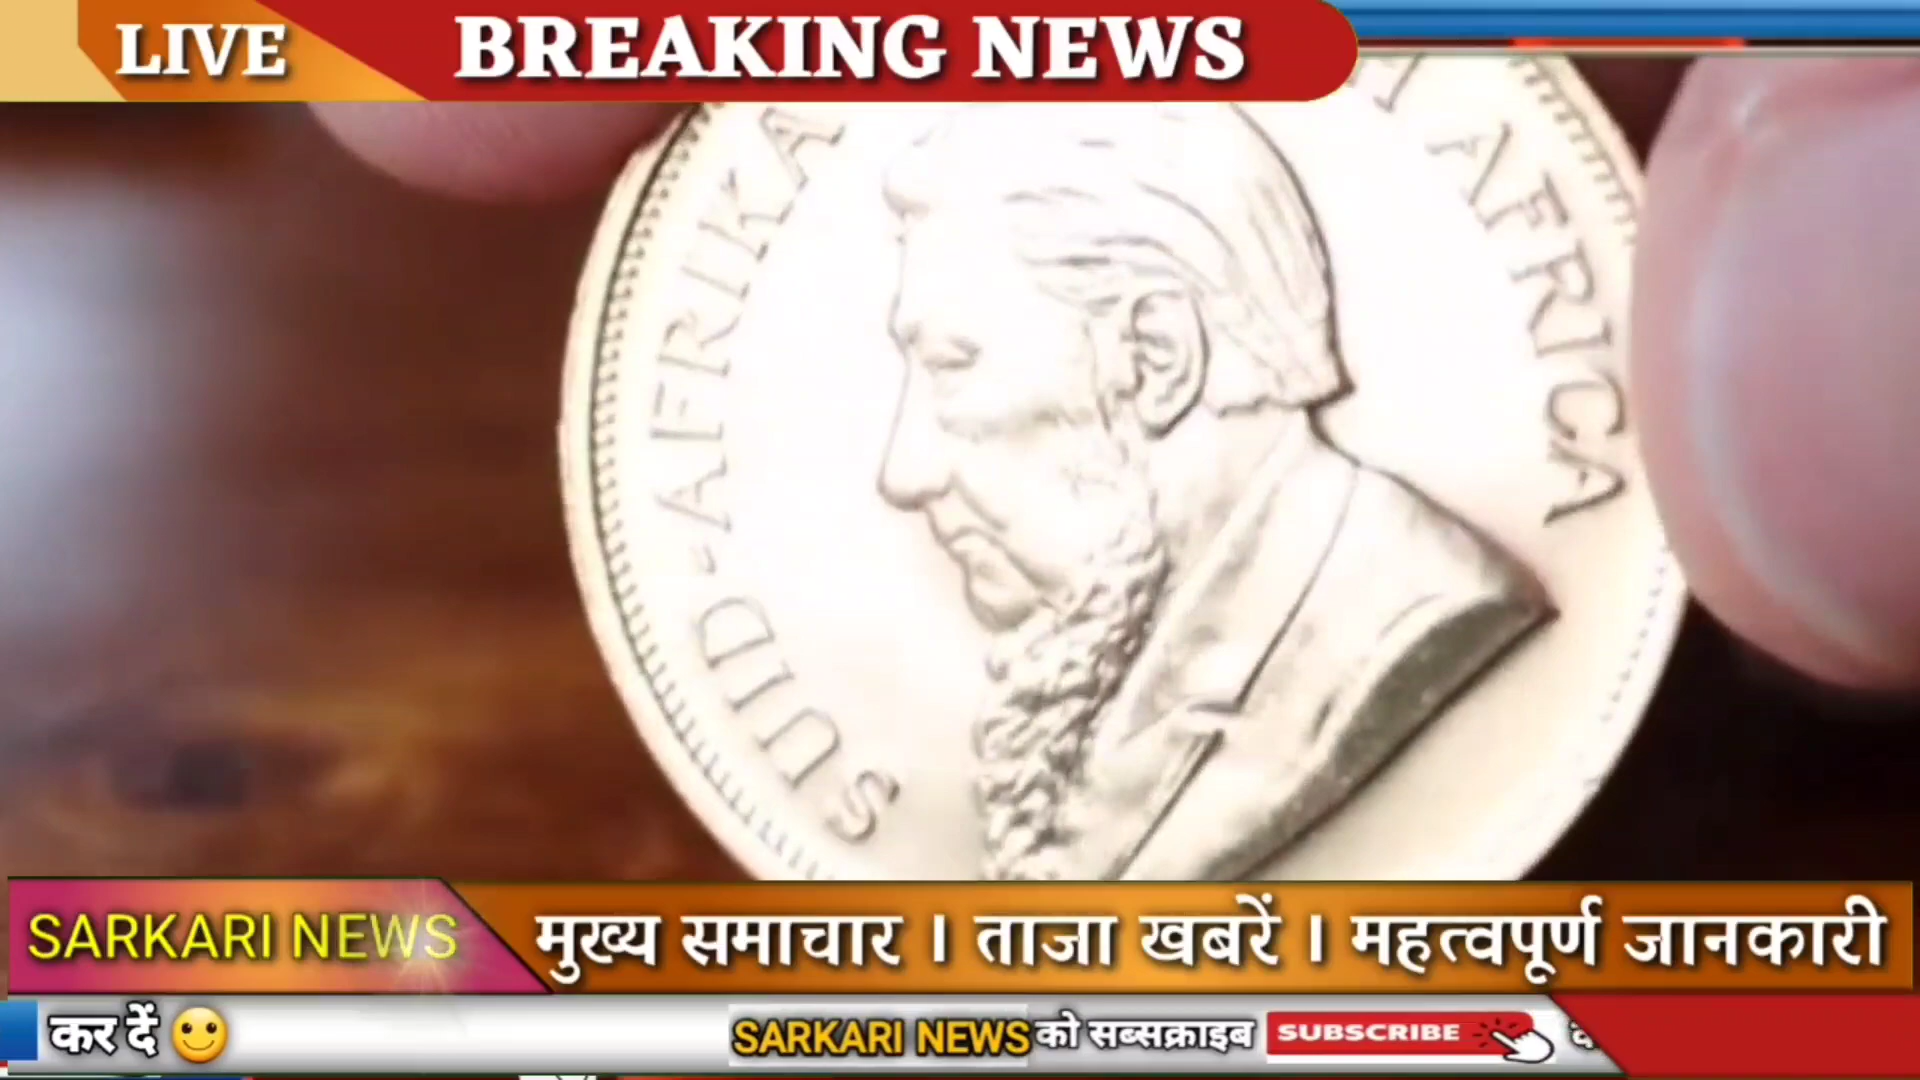 LIVE
BREAKING NEWS
SUID-AFRIKA
AFRICA
SARKARI NEWS
मुख्य समाचार । ताजा खबरें । महत्वपूर्ण जानकारी
कर दें 🙂 SARKARI NEWS को सब्सक्राइब SUBSCRIBE